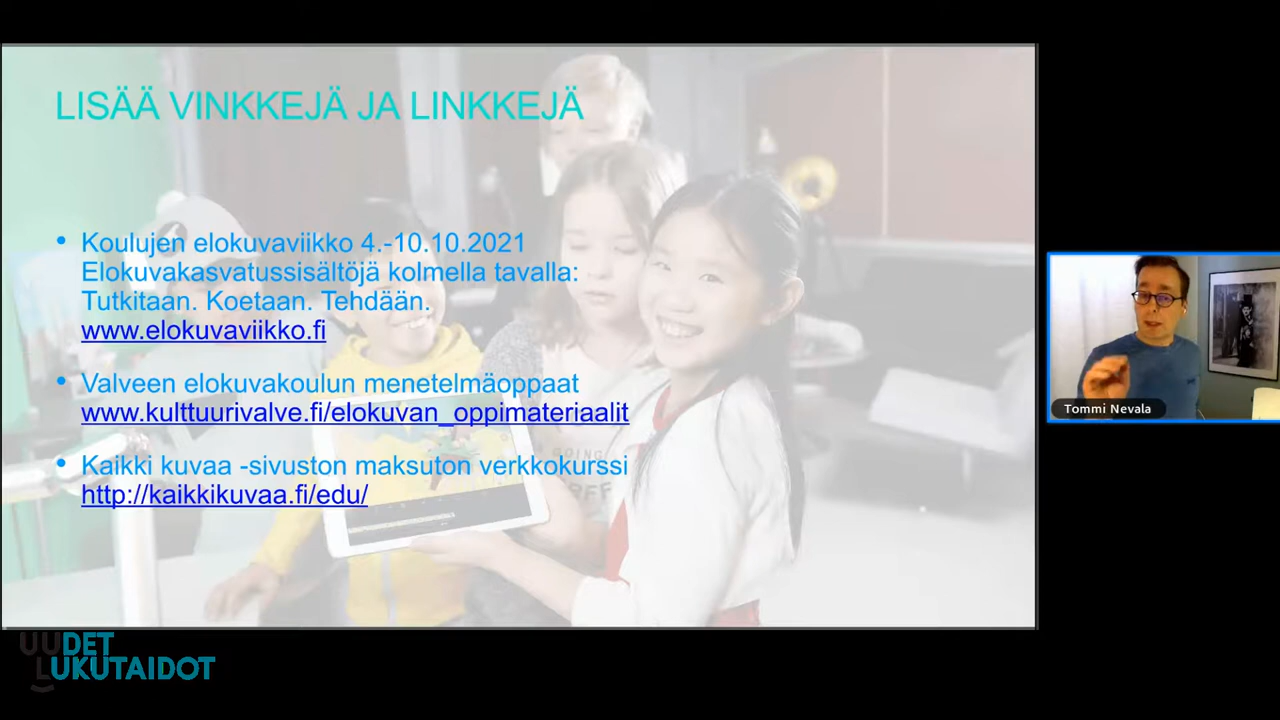 LISÄÄ VINKKEJÄ JA LINKKEJÄ
• Koulujen elokuvaviikko 4.-10.10.2021
Elokuvakasvatussisältöjä kolmella tavalla:
Tutkitaan. Koetaan. Tehdään.
www.elokuvaviikko.fi
• Valveen elokuvakoulun menetelmäoppaat
www.kulttuurivalve.fi/elokuvan_oppimateriaalit
• Kaikki kuvaa -sivuston maksuton verkkokurssi
http://kaikkikuvaa.fi/edu/
Tommi Nevala
UUDET
LUKUTAIDOT